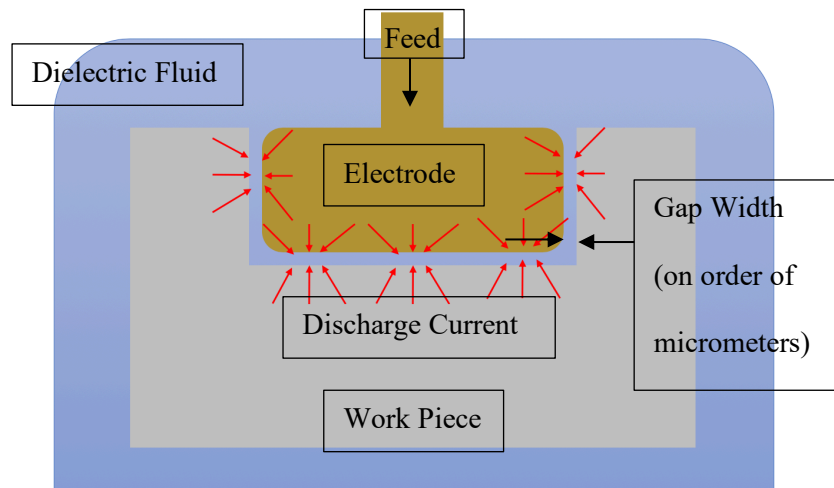 Feed
Dielectric Fluid
Electrode
Gap Width
(on order of
micrometers)
Discharge Current
Work Piece